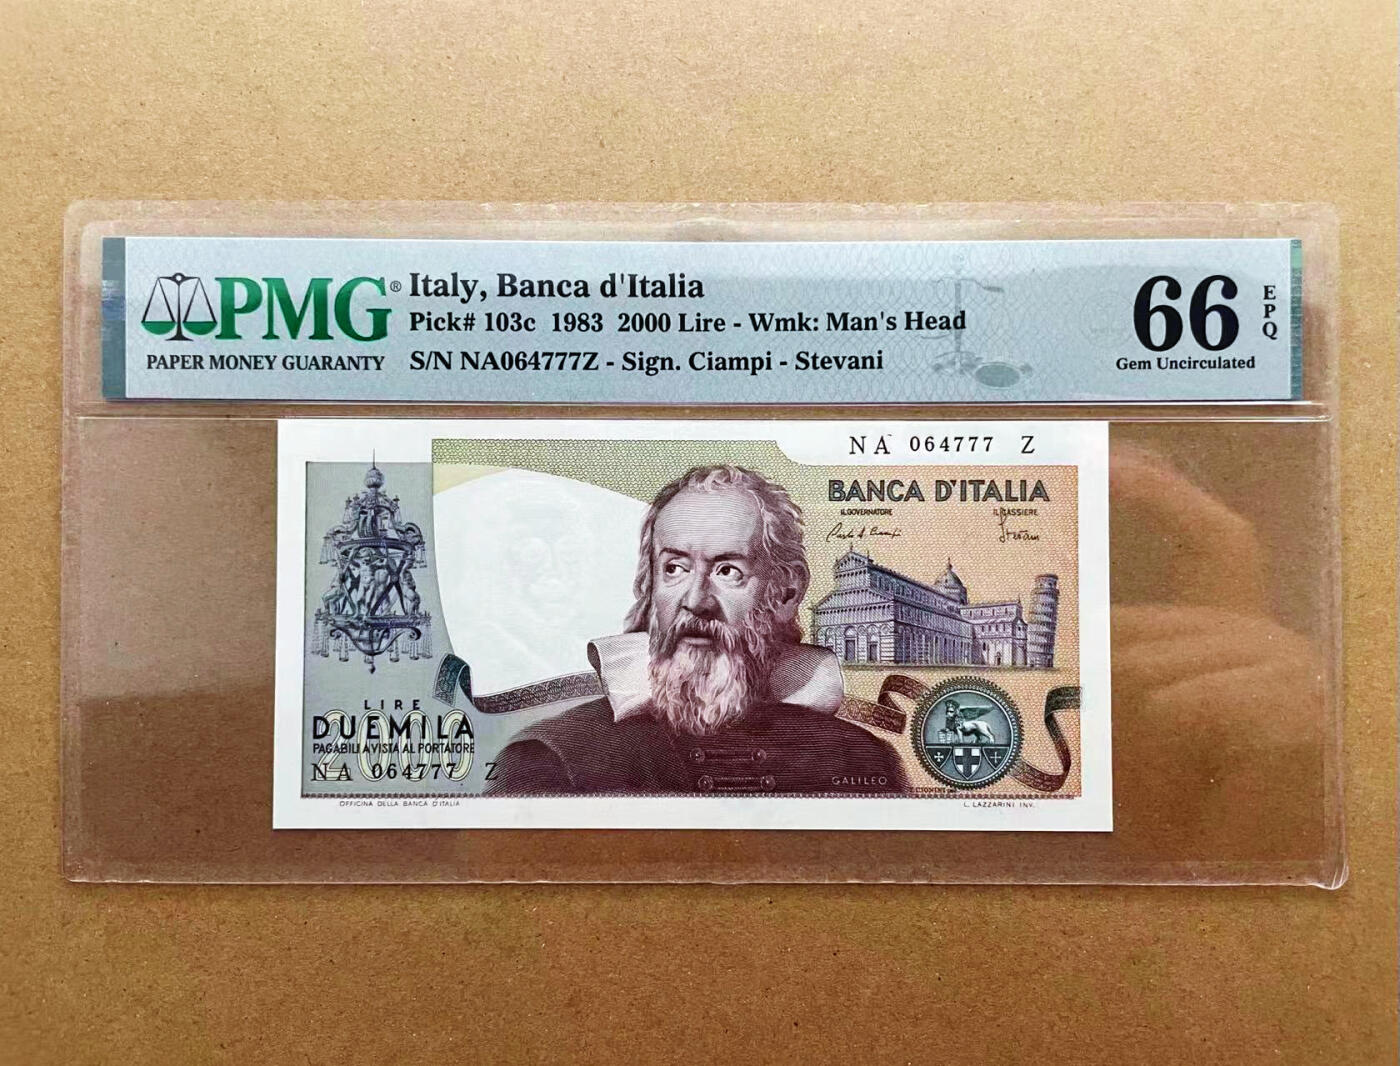 PMG®
PAPER MONEY GUARANTY
Italy, Banca d'Italia
Pick# 103c 1983 2000 Lire - Wmk: Man's Head
S/N NA064777Z - Sign. Ciampi - Stevani
66
Gem Uncirculated
EPQ
NA 064777 Z
BANCA D'ITALIA
IL GOVERNATORE
IL CASSIERE
LIRE
DUEMILA
2000
PAGABILI A VISTA AL PORTATORE
NA 064777 Z
GALILEO
OFFICINA DELLA BANCA D'ITALIA
L. LAZZARINI INV.